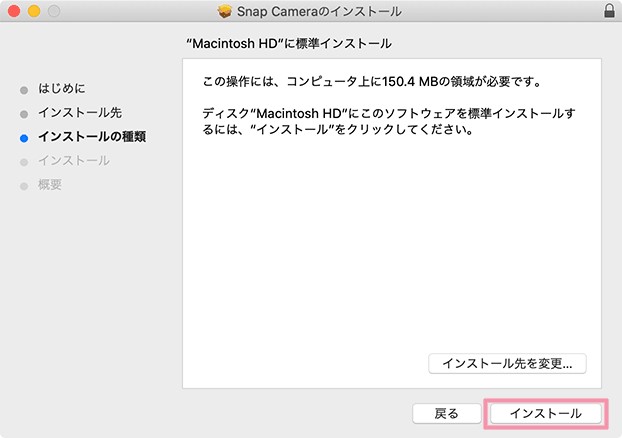 Snap Cameraのインストール
“Macintosh HD”に標準インストール
はじめに
インストール先
インストールの種類
インストール
概要
この操作には、コンピュータ上に150.4 MBの領域が必要です。
ディスク“Macintosh HD”にこのソフトウェアを標準インストールす
るには、“インストール”をクリックしてください。
インストール先を変更...
戻る
インストール